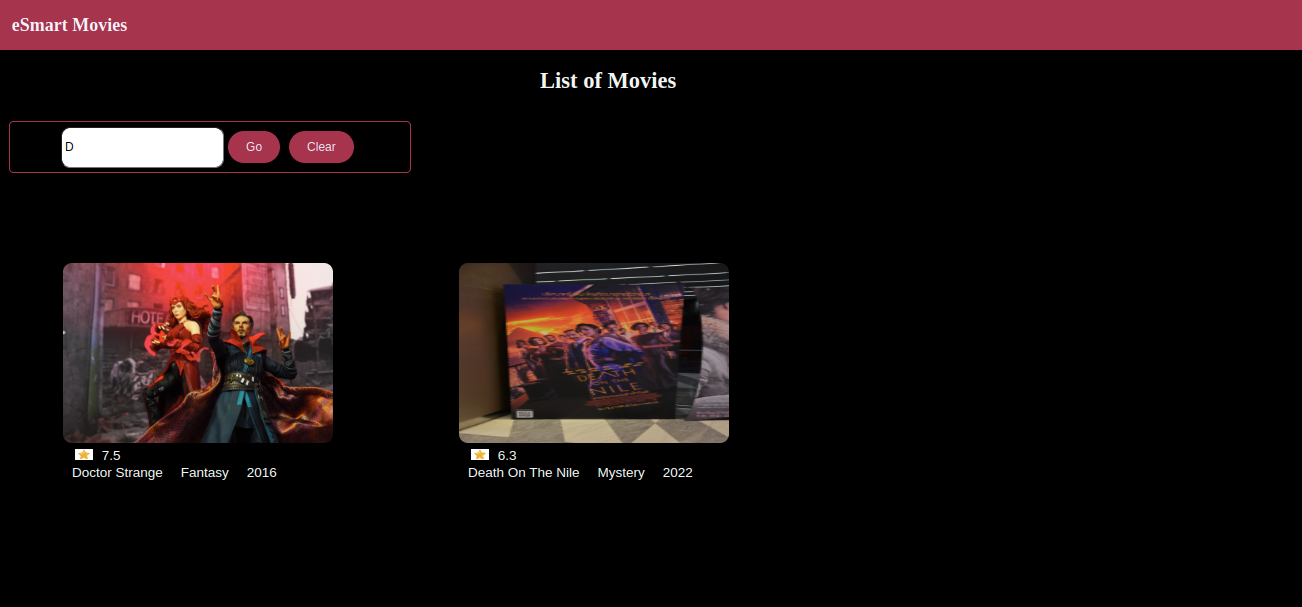 eSmart Movies
List of Movies
D
Go
Clear
HOTE
DEATH
ON THE
NILE
7.5
6.3
Doctor Strange Fantasy 2016
Death On The Nile Mystery 2022